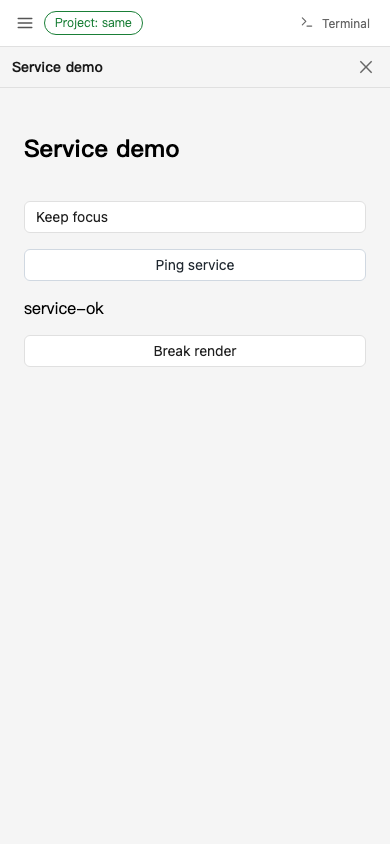 Project: same
Terminal
Service demo
Service demo
Keep focus
Ping service
service-ok
Break render